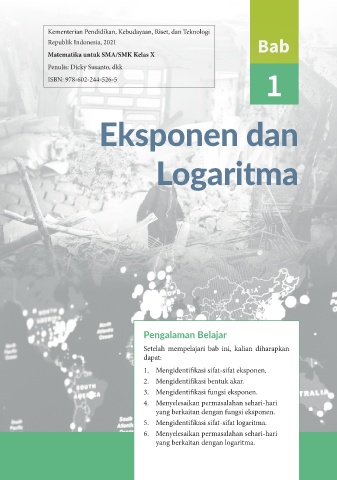 Kementerian Pendidikan, Kebudayaan, Riset, dan Teknologi
Republik Indonesia, 2021
Matematika untuk SMA/SMK Kelas X
Penulis: Dicky Susanto, dkk
ISBN: 978-602-244-526-5
Bab
1
Eksponen dan
Logaritma
Pengalaman Belajar
Setelah mempelajari bab ini, kalian diharapkan
dapat:
1. Mengidentifikasi sifat-sifat eksponen.
2. Mengidentifikasi bentuk akar.
3. Mengidentifikasi fungsi eksponen.
4. Menyelesaikan permasalahan sehari-hari
yang berkaitan dengan fungsi eksponen.
5. Mengidentifikasi sifat-sifat logaritma.
6. Menyelesaikan permasalahan sehari-hari
yang berkaitan dengan logaritma.
SOUTH
AMERICA